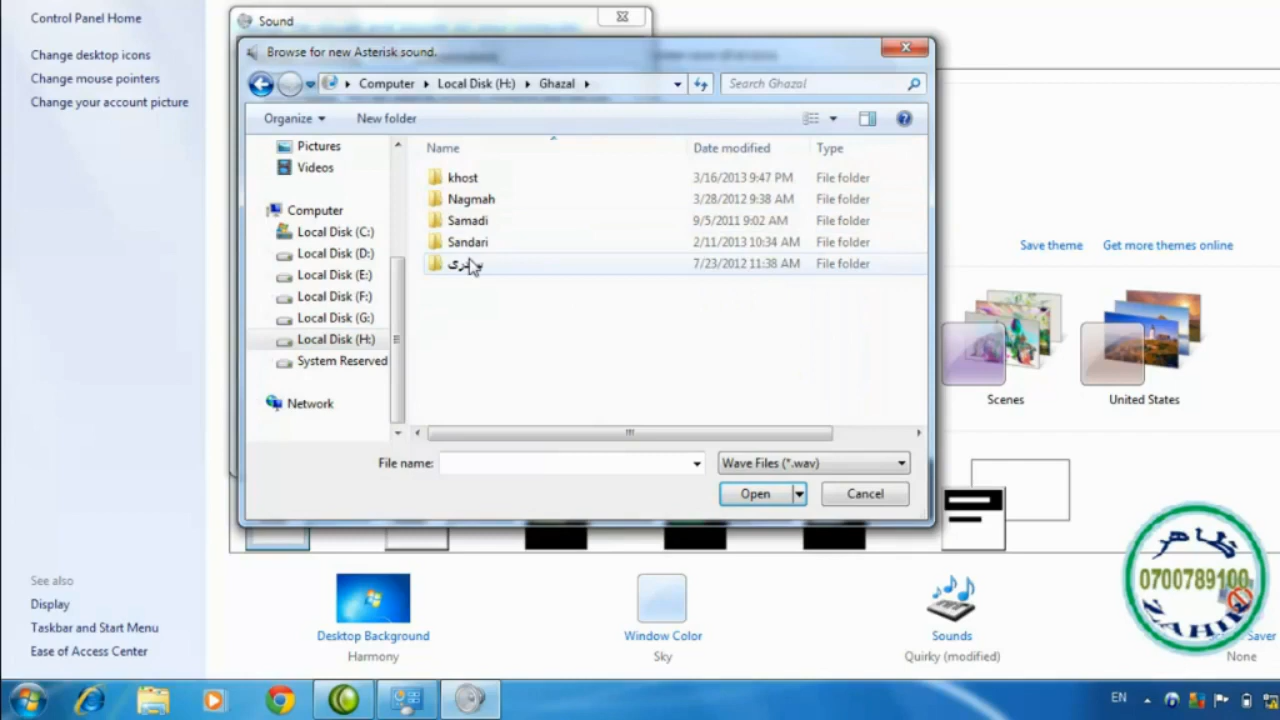 Control Panel Home
Change desktop icons
Change mouse pointers
Change your account picture
Sound
Browse for new Asterisk sound.
Computer
Local Disk (H:)
Ghazal
Search Ghazal
Organize
New folder
Name
Date modified
Type
Pictures
Videos
Computer
Local Disk (C:)
Local Disk (D:)
Local Disk (E:)
Local Disk (F:)
Local Disk (G:)
Local Disk (H:)
System Reserved
Network
khost 3/16/2013 9:47 PM File folder
Nagmah 3/28/2012 9:38 AM File folder
Samadi 9/5/2011 9:02 AM File folder
Sandari 2/11/2013 10:34 AM File folder
7/23/2012 11:38 AM File folder
File name:
Wave Files (*.wav)
Open
Cancel
Save theme
Get more themes online
Scenes
United States
See also
Display
Taskbar and Start Menu
Ease of Access Center
Desktop Background
Harmony
Window Color
Sky
Sounds
Quirky (modified)
Saver
None
0700789100
ZAHIR
EN